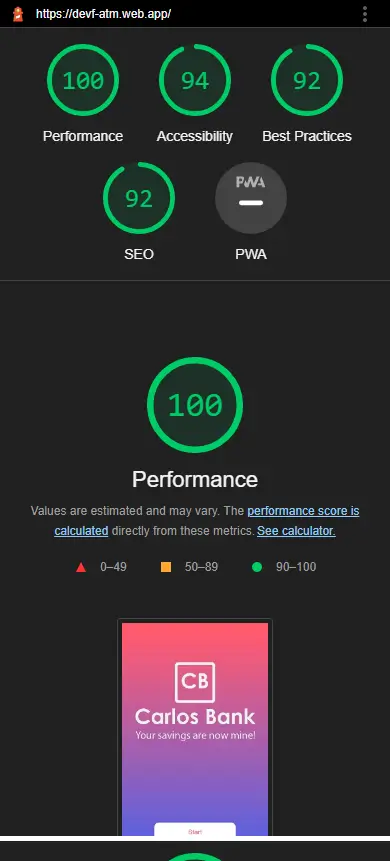 https://devf-atm.web.app/
100
94
92
Performance
Accessibility
Best Practices
92
PWA
SEO
PWA
100
Performance
Values are estimated and may vary. The performance score is
calculated directly from these metrics. See calculator.
0–49
50–89
90–100
CB
Carlos Bank
Your savings are now mine!
Start